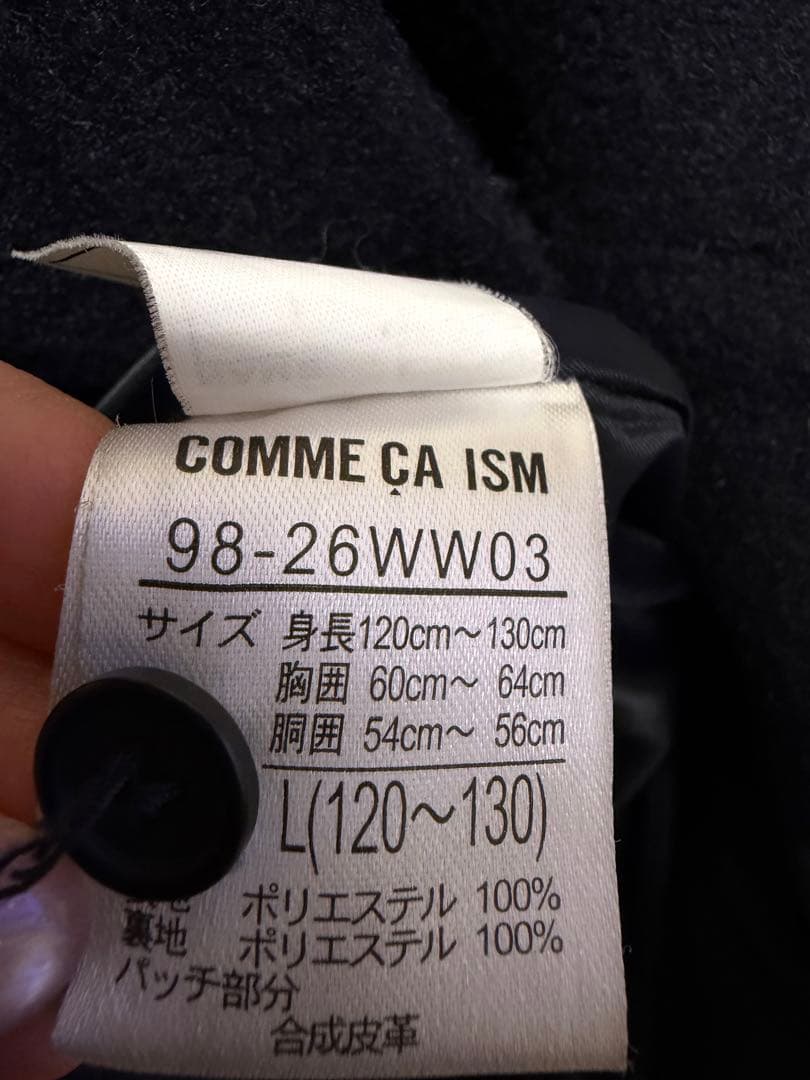 COMME ÇA ISM
98-26WW03
サイズ 身長120cm〜130cm
胸囲 60cm〜 64cm
胴囲 54cm〜 56cm
L(120〜130)
地 ポリエステル 100%
裏地 ポリエステル 100%
パッチ部分
合成皮革